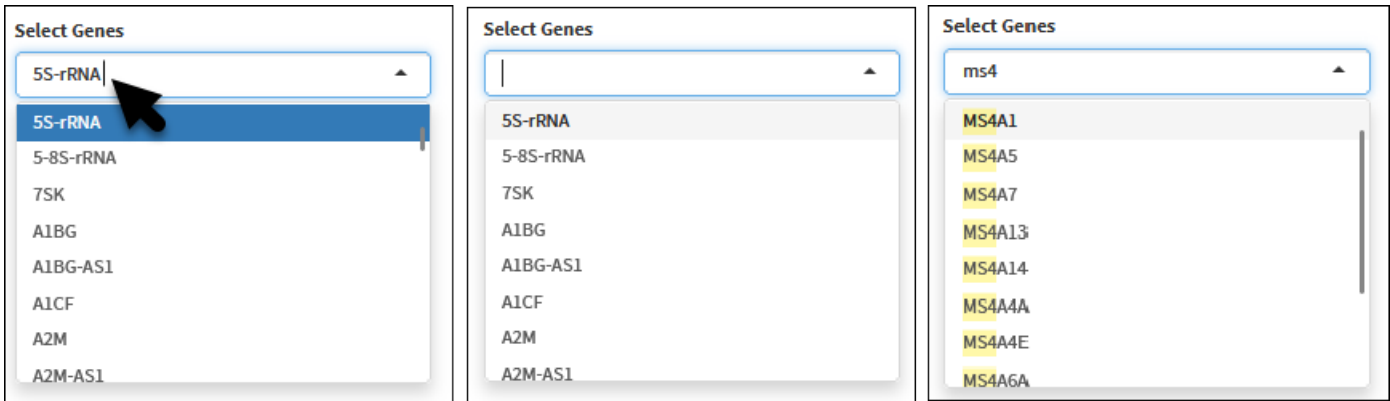 Select Genes
5S-rRNA
5S-rRNA
5-8S-rRNA
7SK
A1BG
A1BG-AS1
A1CF
A2M
A2M-AS1
Select Genes
5S-rRNA
5-8S-rRNA
7SK
A1BG
A1BG-AS1
A1CF
A2M
A2M-AS1
Select Genes
ms4
MS4A1
MS4A5
MS4A7
MS4A13
MS4A14
MS4A4A
MS4A4E
MS4A6A